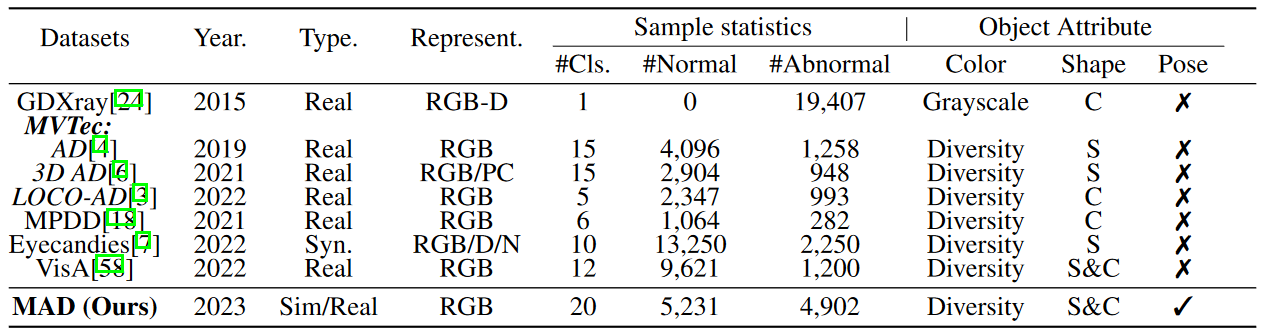 Datasets Year. Type. Represent. Sample statistics | Object Attribute
#Cls. #Normal #Abnormal Color Shape Pose
GDXray[24] 2015 Real RGB-D 1 0 19,407 Grayscale C ✗
MVTec:
AD[4] 2019 Real RGB 15 4,096 1,258 Diversity S ✗
3D AD[6] 2021 Real RGB/PC 15 2,904 948 Diversity S ✗
LOCO-AD[3] 2022 Real RGB 5 2,347 993 Diversity C ✗
MPDD[18] 2021 Real RGB 6 1,064 282 Diversity C ✗
Eyecandies[7] 2022 Syn. RGB/D/N 10 13,250 2,250 Diversity S ✗
VisA[58] 2022 Real RGB 12 9,621 1,200 Diversity S&C ✗
MAD (Ours) 2023 Sim/Real RGB 20 5,231 4,902 Diversity S&C ✓